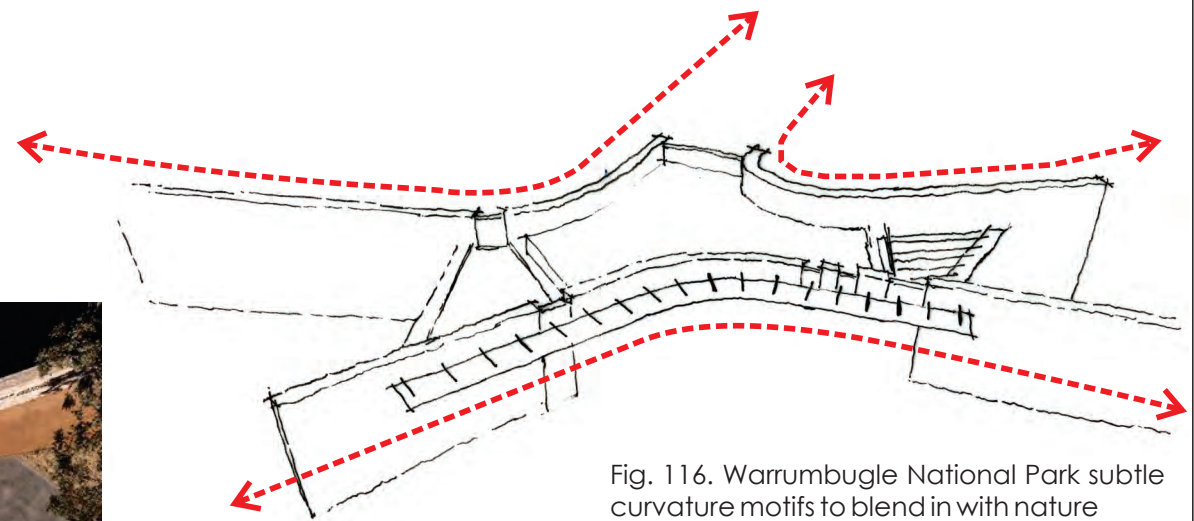 Fig. 116. Warrumbugle National Park subtle
curvature motifs to blend in with nature